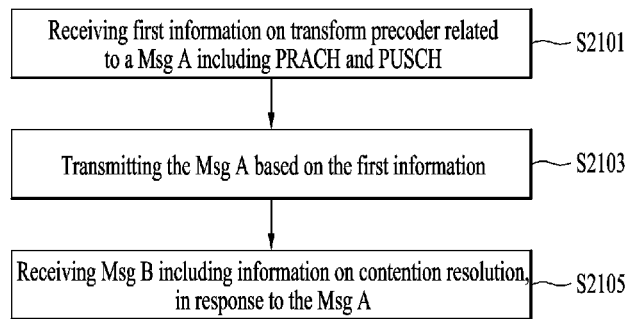 Receiving first information on transform precoder related
to a Msg A including PRACH and PUSCH
S2101
Transmitting the Msg A based on the first information
S2103
Receiving Msg B including information on contention resolution,
in response to the Msg A
S2105